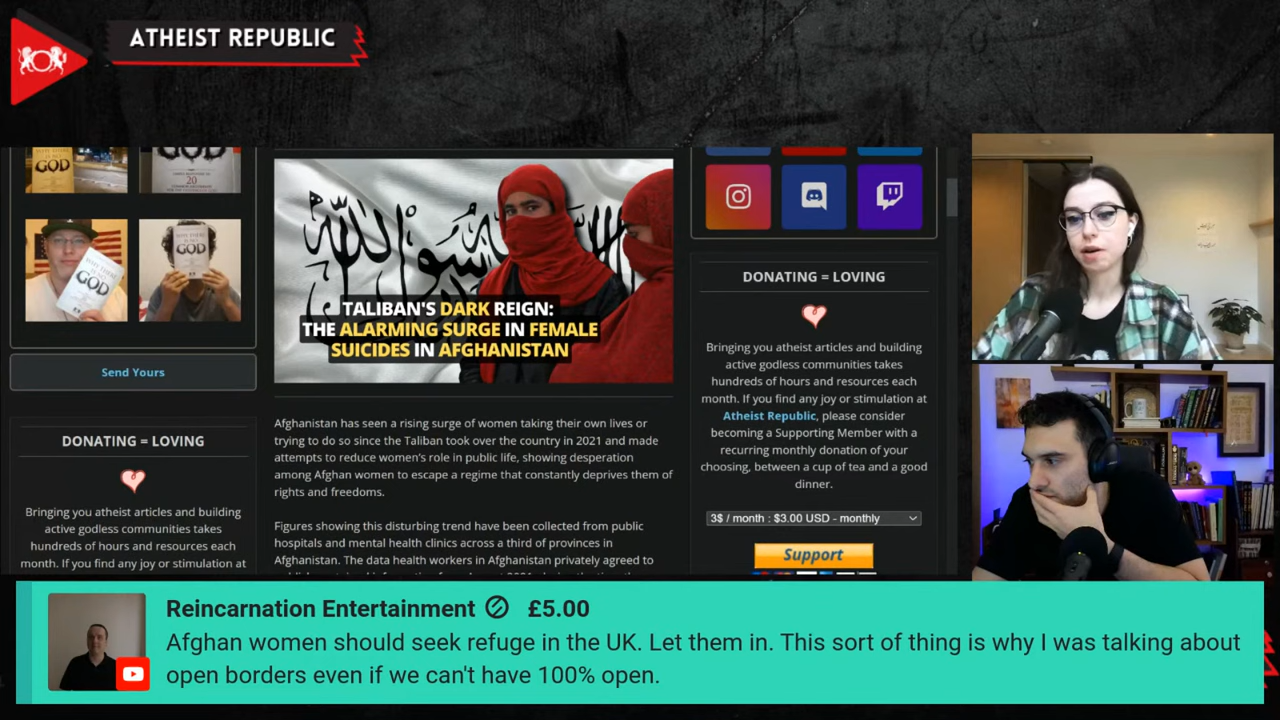 ATHEIST REPUBLIC
GOD
GOD
20
GOD
GOD
Send Yours
DONATING = LOVING
Bringing you atheist articles and building
active godless communities takes
hundreds of hours and resources each
month. If you find any joy or stimulation at
TALIBAN'S DARK REIGN:
THE ALARMING SURGE IN FEMALE
SUICIDES IN AFGHANISTAN
Afghanistan has seen a rising surge of women taking their own lives or
trying to do so since the Taliban took over the country in 2021 and made
attempts to reduce women's role in public life, showing desperation
among Afghan women to escape a regime that constantly deprives them of
rights and freedoms.
Figures showing this disturbing trend have been collected from public
hospitals and mental health clinics across a third of provinces in
Afghanistan. The data health workers in Afghanistan privately agreed to
DONATING = LOVING
Bringing you atheist articles and building
active godless communities takes
hundreds of hours and resources each
month. If you find any joy or stimulation at
Atheist Republic, please consider
becoming a Supporting Member with a
recurring monthly donation of your
choosing, between a cup of tea and a good
dinner.
3$ / month : $3.00 USD - monthly
Support
Reincarnation Entertainment £5.00
Afghan women should seek refuge in the UK. Let them in. This sort of thing is why I was talking about
open borders even if we can't have 100% open.